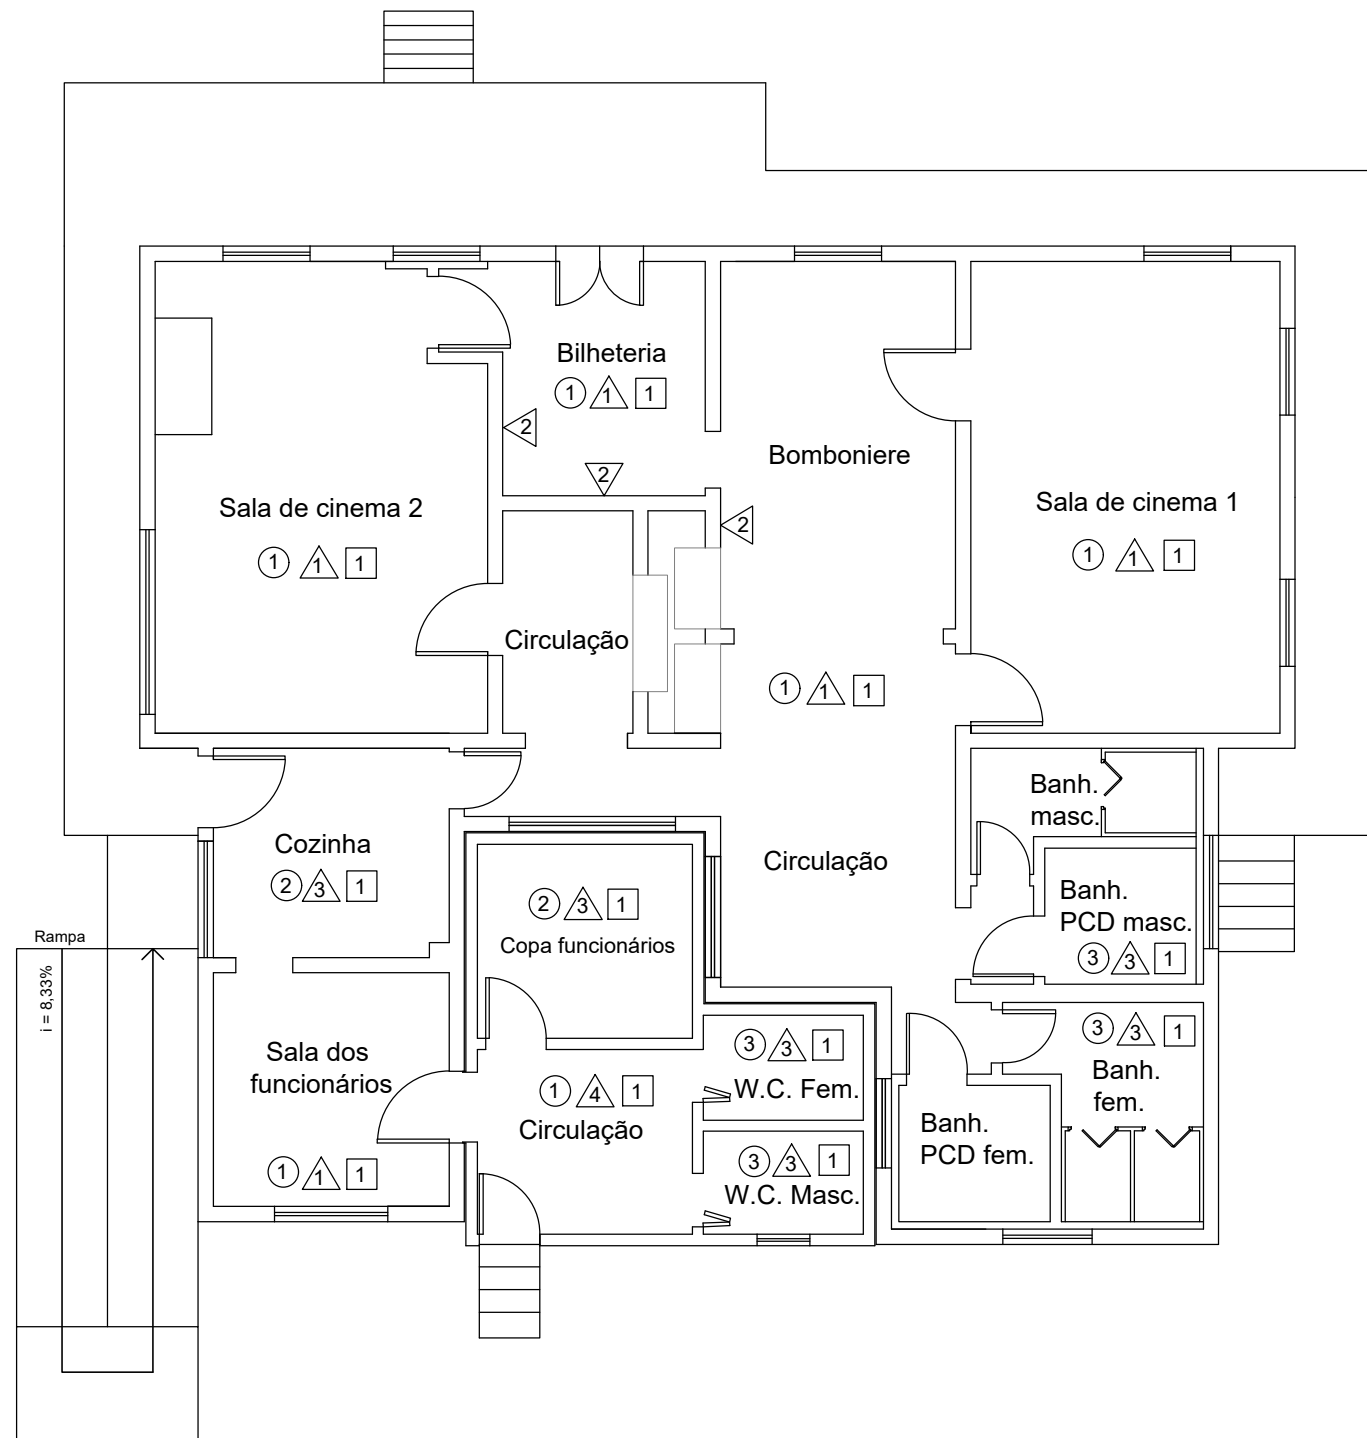 Bilheteria
1 1 1
2
Bomboniere
2
Sala de cinema 2
1 1 1
2
Sala de cinema 1
1 1 1
Circulação
1 1 1
Banh.
masc.
Cozinha
2 3 1
Circulação
Banh.
PCD masc.
3 3 1
2 3 1
Copa funcionários
Rampa
i = 8,33%
Sala dos
funcionários
1 1 1
3 3 1
W.C. Fem.
1 4 1
Circulação
3 3 1
W.C. Masc.
3 3 1
Banh.
fem.
Banh.
PCD fem.